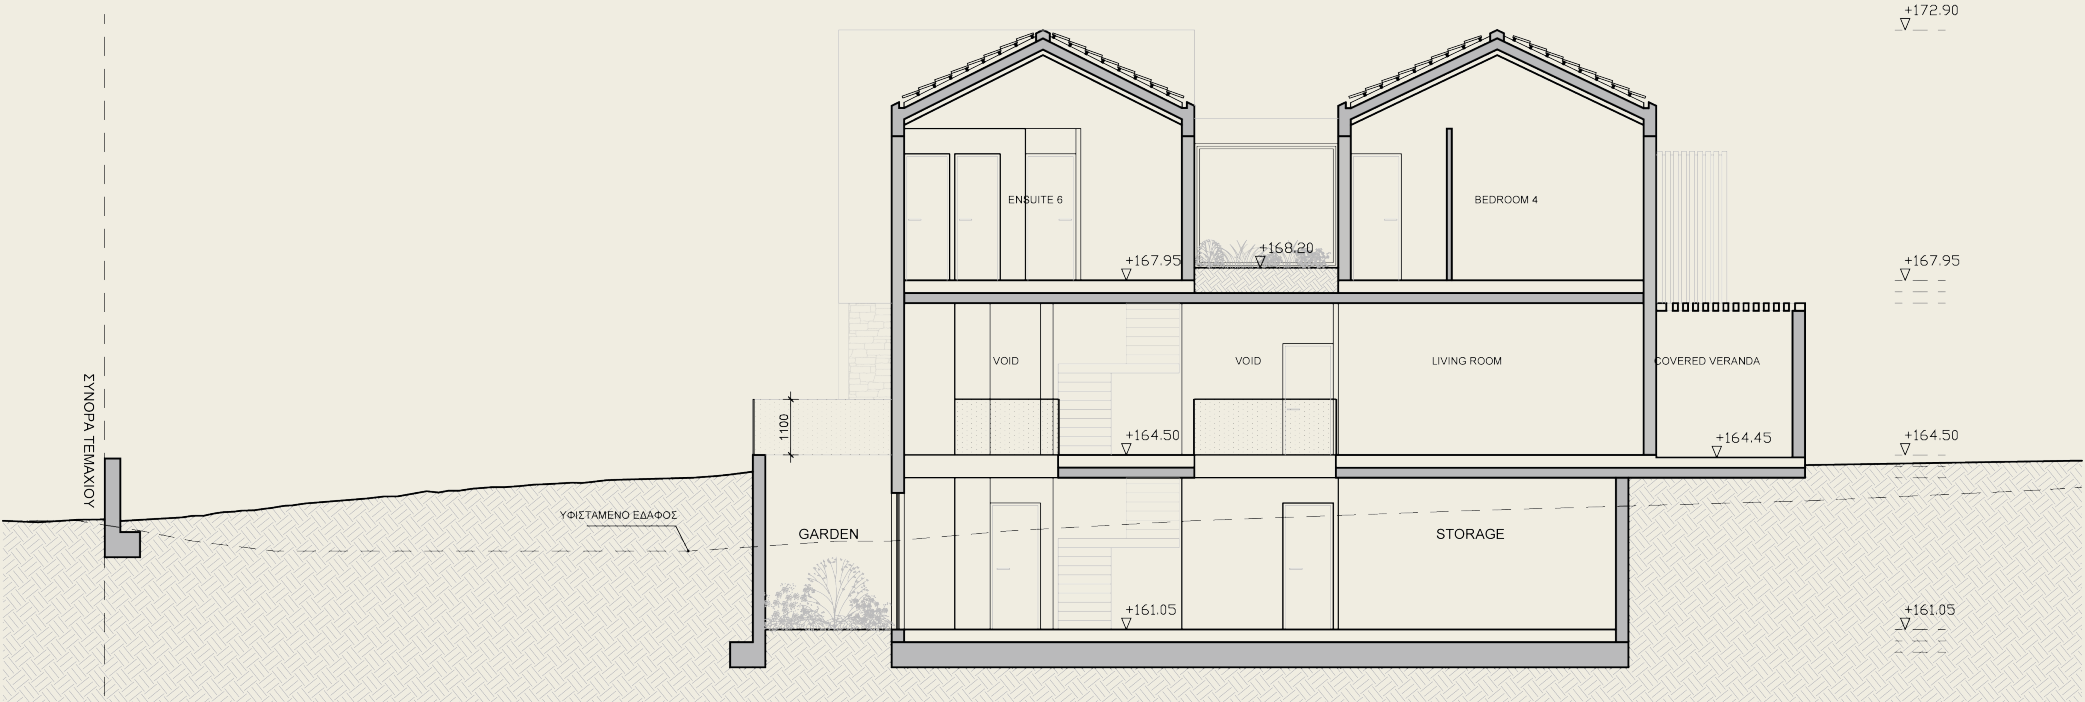 +172.90
ENSUITE 6
BEDROOM 4
+168.20
+167.95
+167.95
VOID
VOID
LIVING ROOM
COVERED VERANDA
ΣΥΝΟΡΑ ΤΕΜΑΧΙΟΥ
1100
+164.50
+164.45
+164.50
ΥΦΙΣΤΑΜΕΝΟ ΕΔΑΦΟΣ
GARDEN
STORAGE
+161.05
+161.05